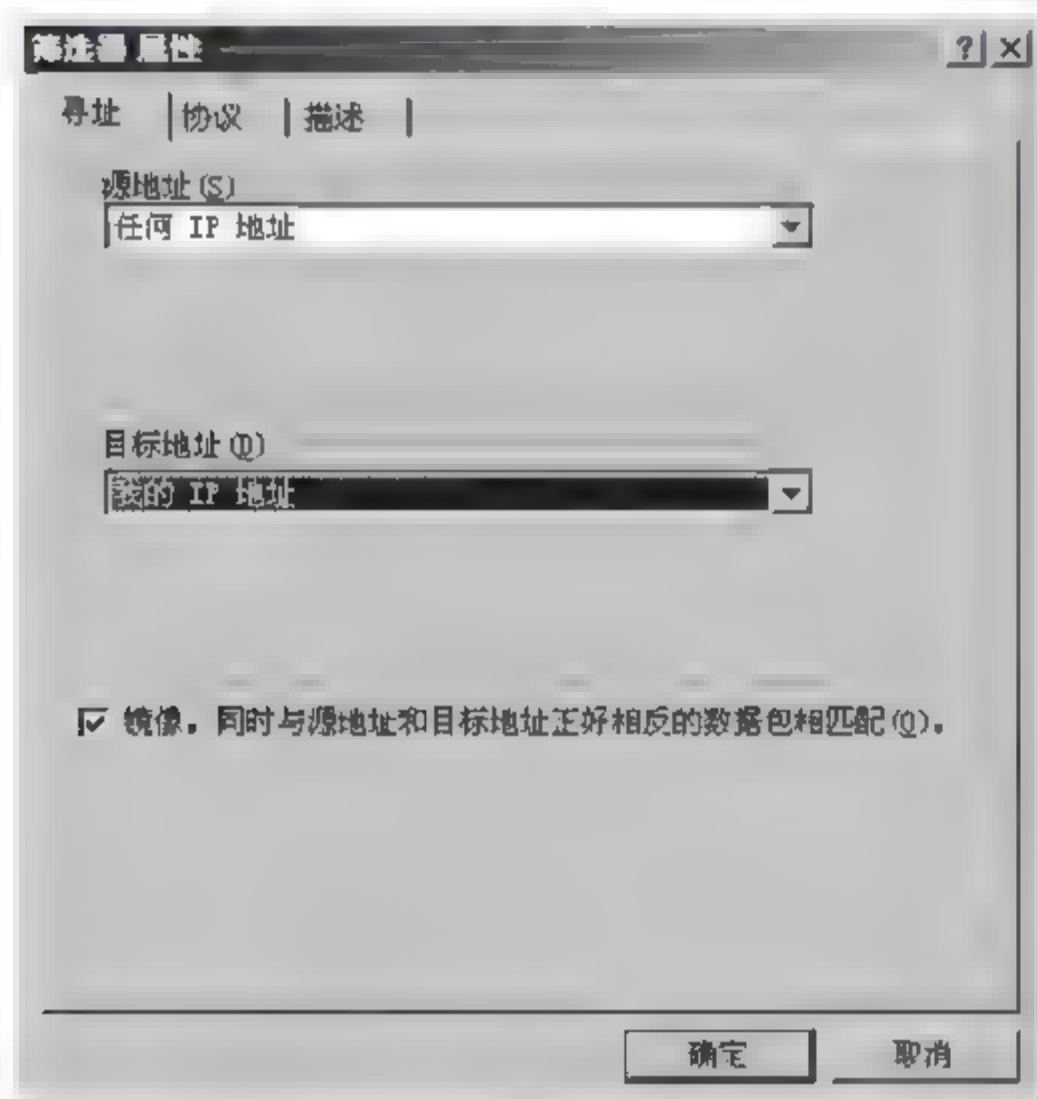 筛选器 属性
寻址 协议 描述
源地址(S)
任何 IP 地址
目标地址(D)
我的 IP 地址
镜像。同时与源地址和目标地址正好相反的数据包相匹配(O)。
确定 取消